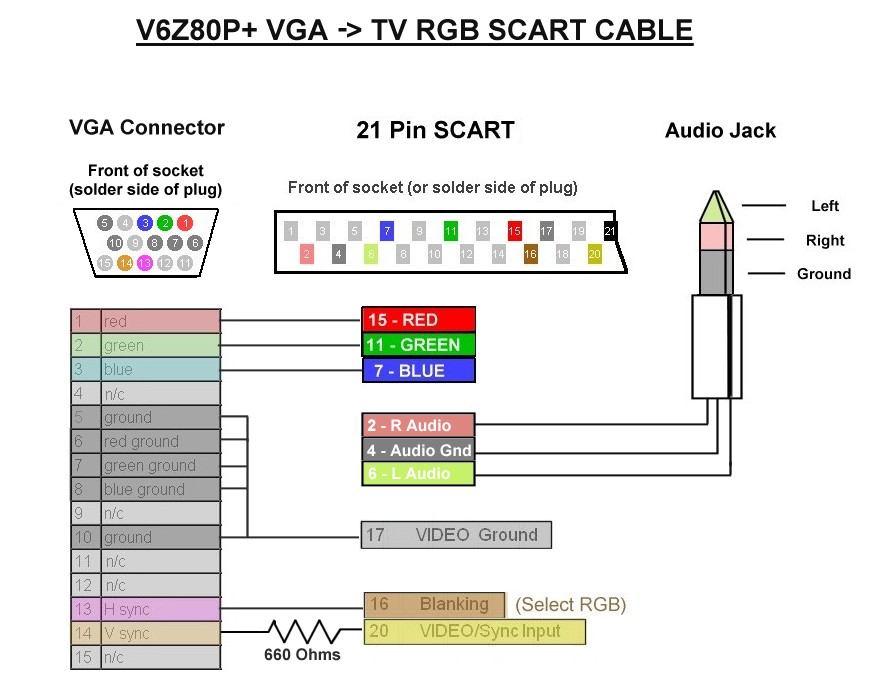 V6Z80P+ VGA -> TV RGB SCART CABLE
VGA Connector
21 Pin SCART
Audio Jack
Front of socket
(solder side of plug)
Front of socket (or solder side of plug)
5 4 3 2 1
10 9 8 7 6
15 14 13 12 11
1 3 5 7 9 11 13 15 17 19 21
2 4 6 8 10 12 14 16 18 20
Left
Right
Ground
1 red
2 green
3 blue
4 n/c
5 ground
6 red ground
7 green ground
8 blue ground
9 n/c
10 ground
11 n/c
12 n/c
13 H sync
14 V sync
15 n/c
15 - RED
11 - GREEN
7 - BLUE
2 - R Audio
4 - Audio Gnd
6 - L Audio
17 VIDEO Ground
16 Blanking (Select RGB)
20 VIDEO/Sync Input
660 Ohms